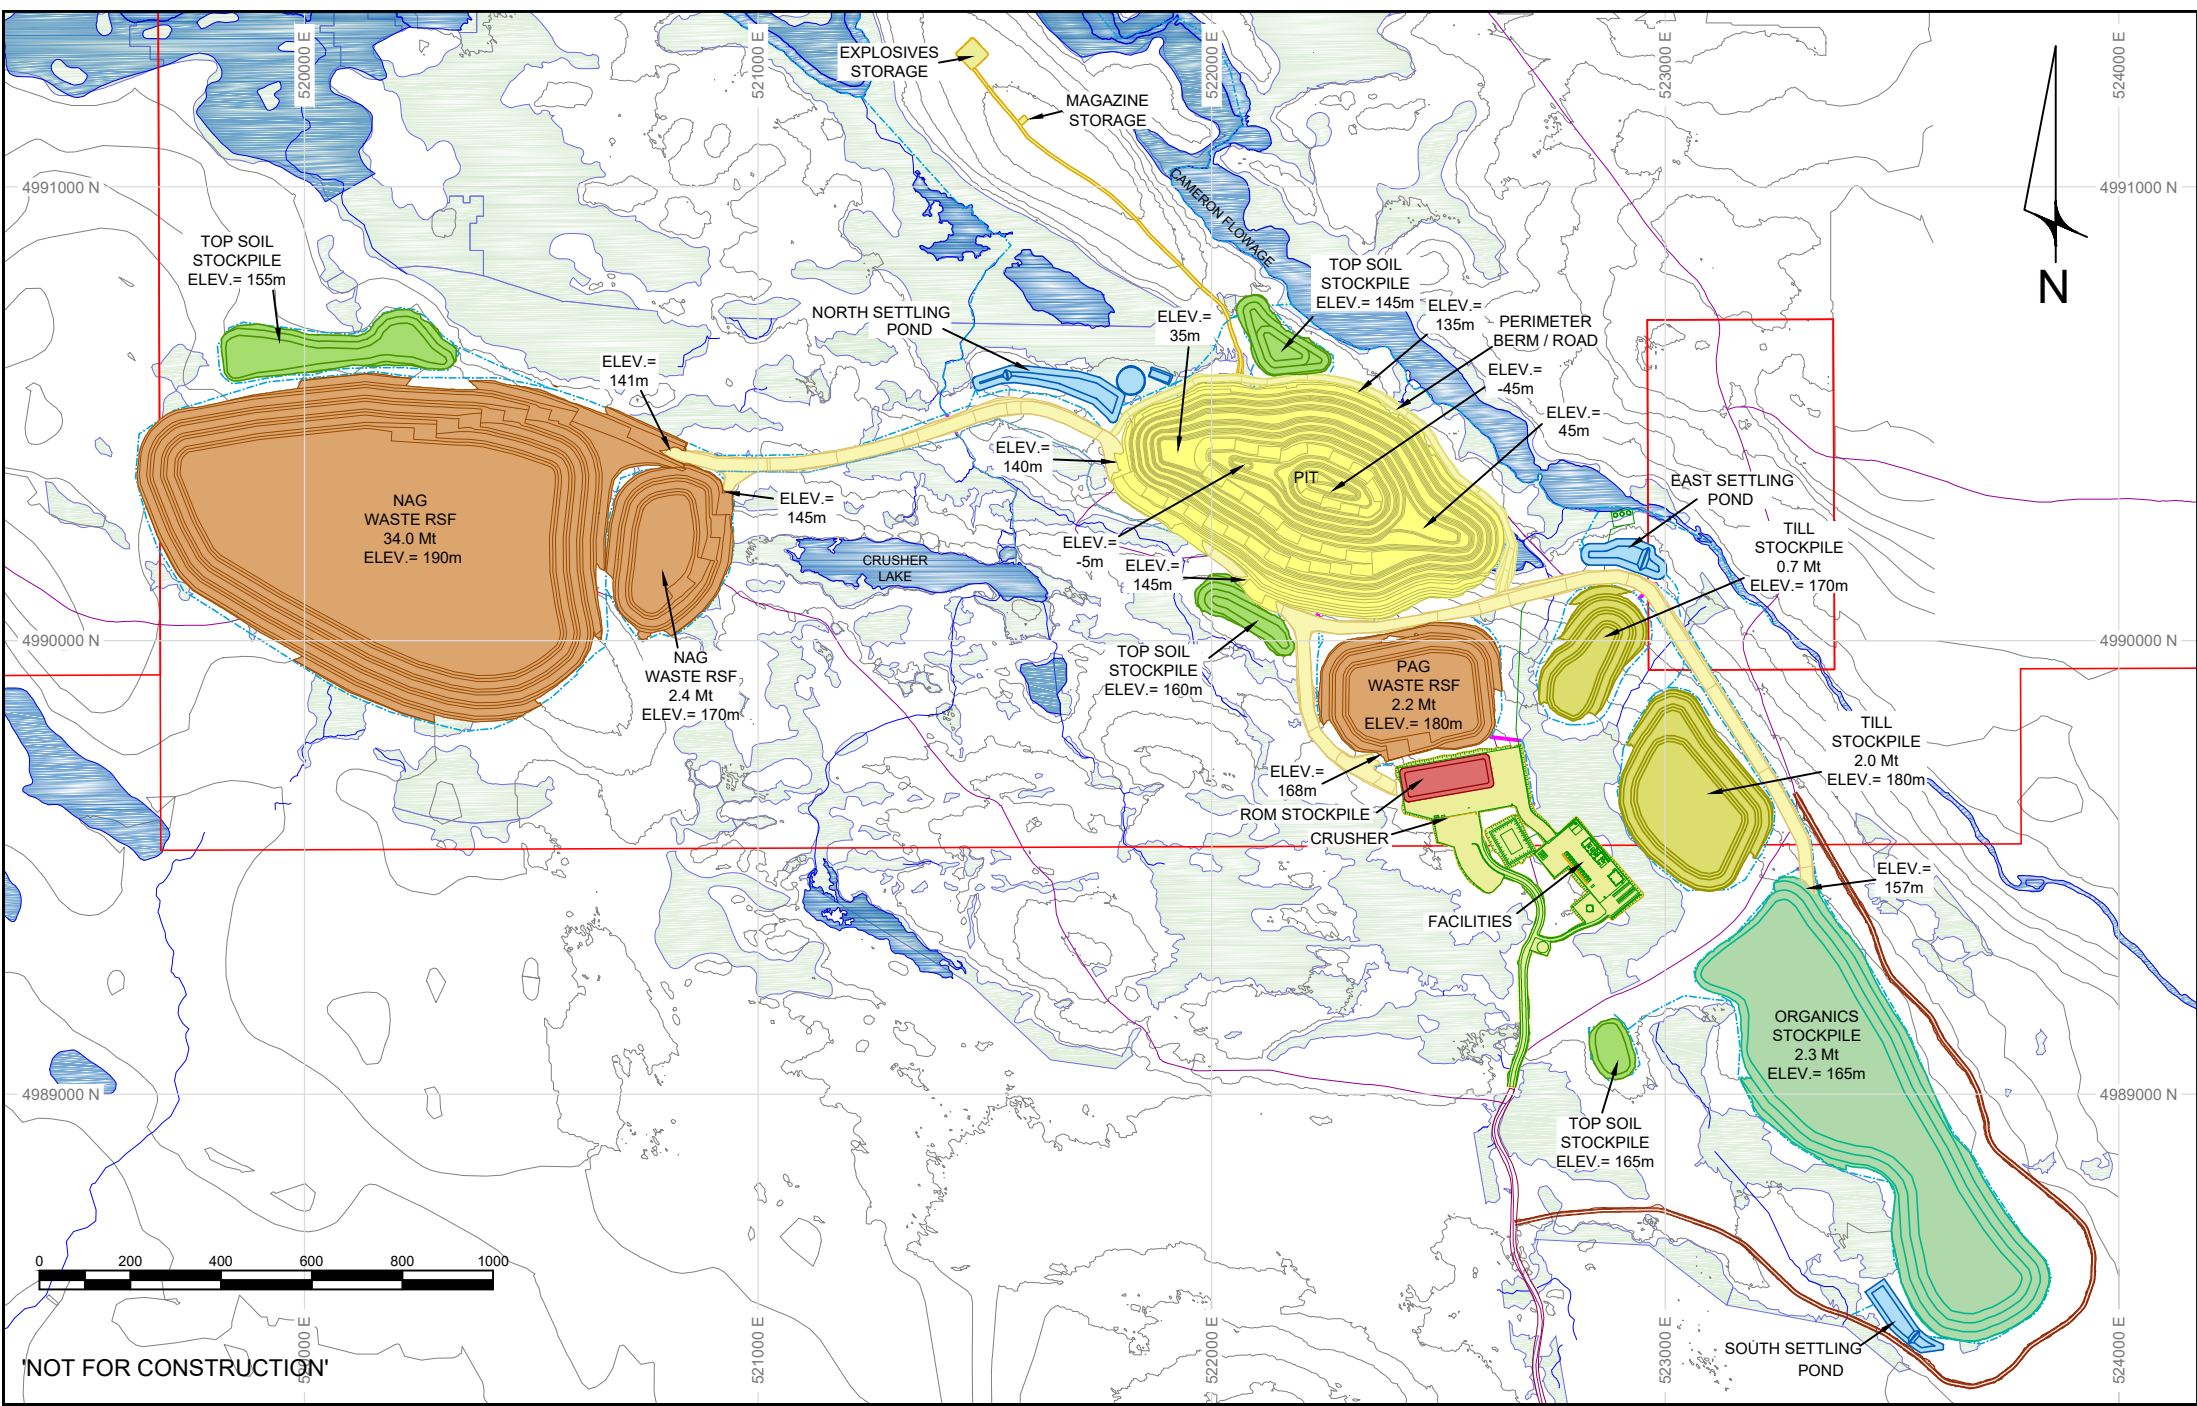 520000 E
521000 E
522000 E
523000 E
524000 E
EXPLOSIVES
STORAGE
MAGAZINE
STORAGE
4991000 N
4991000 N
CAMERON FLOWAGE
TOP SOIL
STOCKPILE
ELEV.= 155m
TOP SOIL
STOCKPILE
ELEV.= 145m
N
NORTH SETTLING
POND
ELEV.=
35m
ELEV.=
135m
PERIMETER
BERM / ROAD
ELEV.=
141m
ELEV.=
-45m
ELEV.=
45m
ELEV.=
140m
PIT
EAST SETTLING
POND
NAG
WASTE RSF
34.0 Mt
ELEV.= 190m
ELEV.=
145m
TILL
STOCKPILE
0.7 Mt
ELEV.= 170m
ELEV.=
-5m
CRUSHER
LAKE
ELEV.=
145m
4990000 N
4990000 N
NAG
WASTE RSF
2.4 Mt
ELEV.= 170m
TOP SOIL
STOCKPILE
ELEV.= 160m
PAG
WASTE RSF
2.2 Mt
ELEV.= 180m
TILL
STOCKPILE
2.0 Mt
ELEV.= 180m
ELEV.=
168m
ROM STOCKPILE
CRUSHER
ELEV.=
157m
FACILITIES
ORGANICS
STOCKPILE
2.3 Mt
ELEV.= 165m
4989000 N
4989000 N
TOP SOIL
STOCKPILE
ELEV.= 165m
0 200 400 600 800 1000
SOUTH SETTLING
POND
'NOT FOR CONSTRUCTION'
520000 E
521000 E
522000 E
523000 E
524000 E